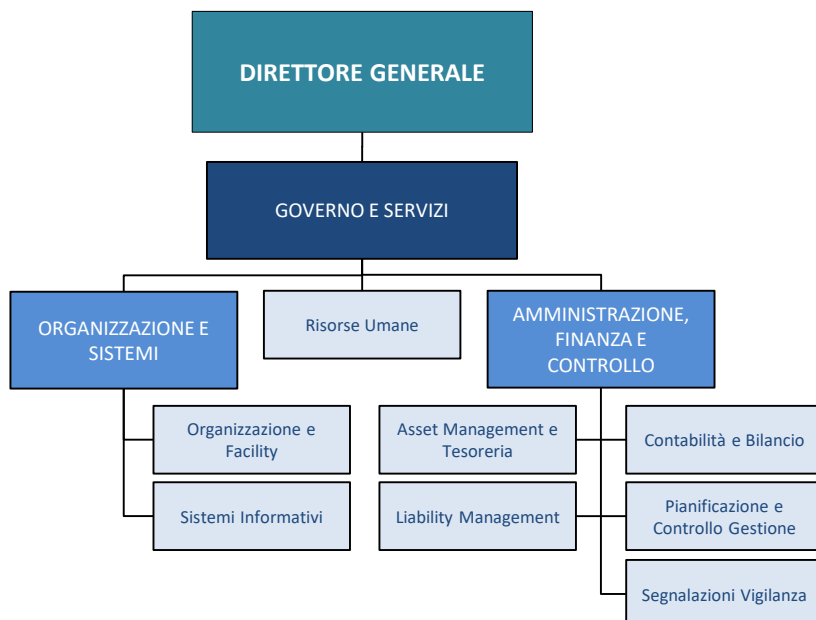 DIRETTORE GENERALE
GOVERNO E SERVIZI
ORGANIZZAZIONE E
SISTEMI
Risorse Umane
AMMINISTRAZIONE,
FINANZA E
CONTROLLO
Organizzazione e
Facility
Asset Management e
Tesoreria
Contabilità e Bilancio
Sistemi Informativi
Liability Management
Pianificazione e
Controllo Gestione
Segnalazioni Vigilanza